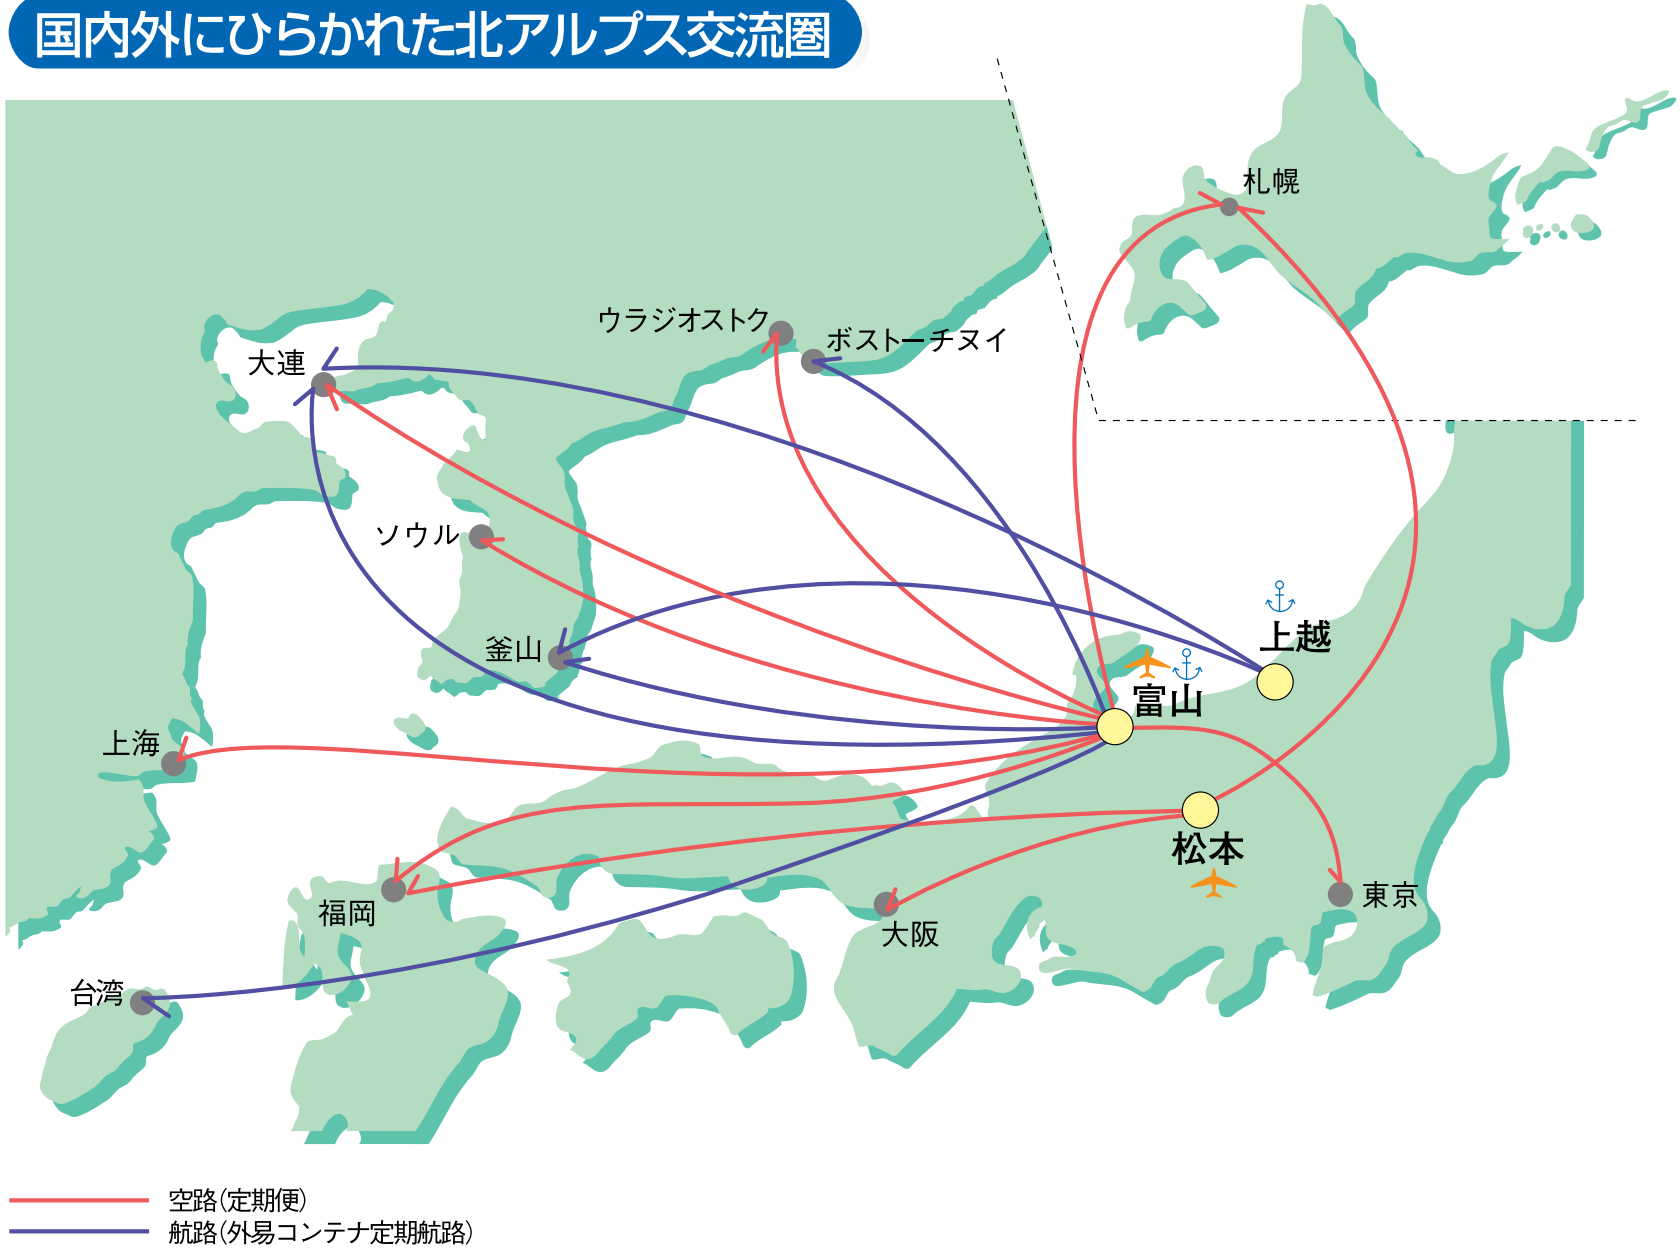 国内外にひらかれた北アルプス交流圏
札幌
ウラジオストク
ボストーチヌイ
大連
ソウル
上越
釜山
富山
上海
松本
東京
福岡
大阪
台湾
空路(定期便)
航路(外易コンテナ定期航路)